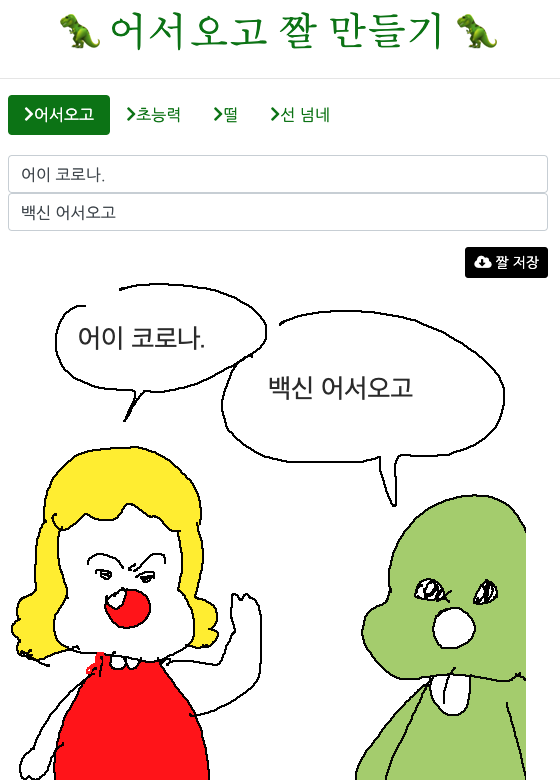 🦖 어서오고 짤 만들기 🦖
어서오고 초능력 떨 선 넘네
어이 코로나.
백신 어서오고
짤 저장
어이 코로나.
백신 어서오고